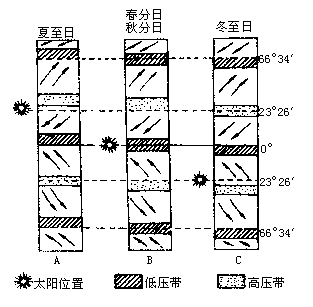 春分日
夏至日 秋分日 冬至日
66°34′
23°26′
0°
23°26′
66°34′
A B C
太阳位置 低压带 高压带